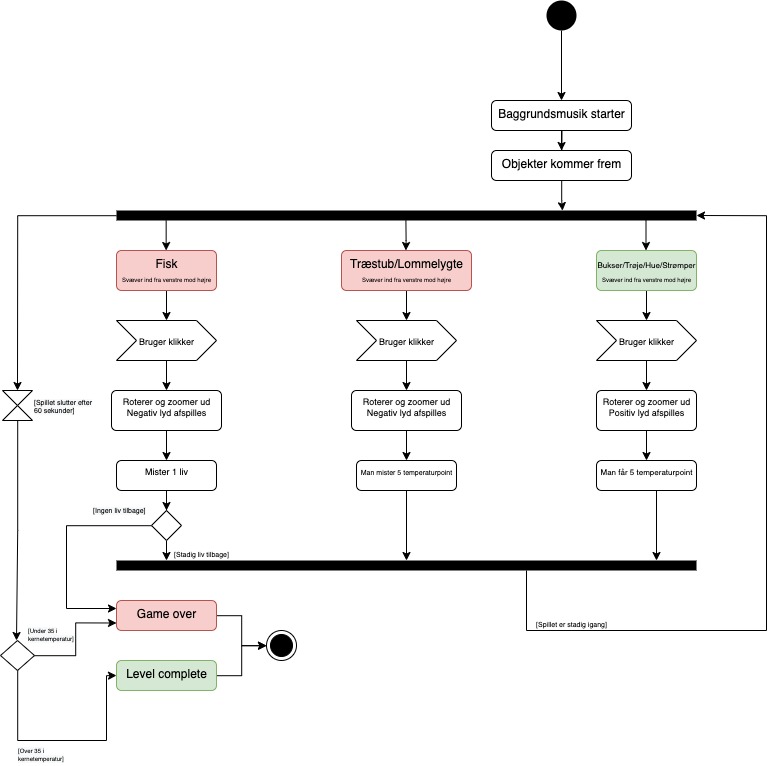 Baggrundsmusik starter
Objekter kommer frem
Fisk
Svæver ind fra venstre mod højre
Træstub/Lommelygte
Svæver ind fra venstre mod højre
Bukser/Trøje/Hue/Strømper
Svæver ind fra venstre mod højre
Bruger klikker
Bruger klikker
Bruger klikker
[Spillet slutter efter
60 sekunder]
Roterer og zoomer ud
Negativ lyd afspilles
Roterer og zoomer ud
Negativ lyd afspilles
Roterer og zoomer ud
Positiv lyd afspilles
Mister 1 liv
Man mister 5 temperaturpoint
Man får 5 temperaturpoint
[Ingen liv tilbage]
[Stadig liv tilbage]
Game over
[Spillet er stadig igang]
[Under 35 i
kernetemperatur]
Level complete
[Over 35 i
kernetemperatur]